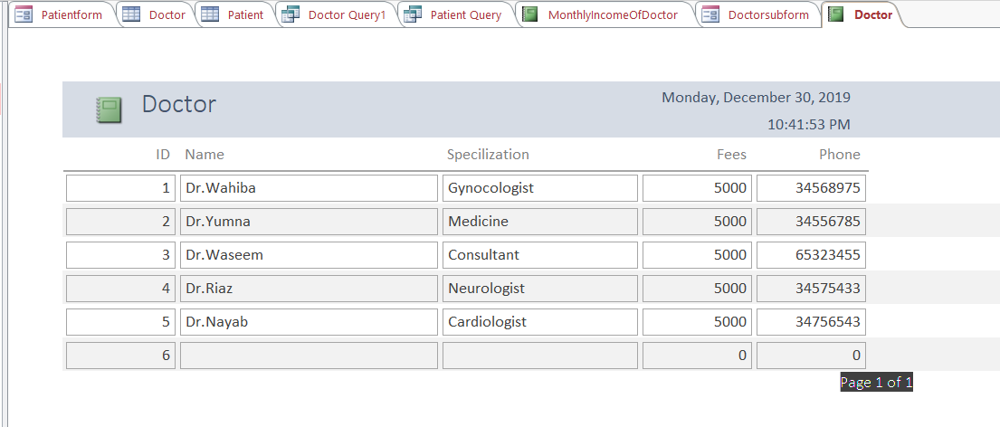 Patientform Doctor Patient Doctor Query1 Patient Query MonthlyIncomeOfDoctor Doctorsubform Doctor
Doctor Monday, December 30, 2019
10:41:53 PM
ID Name Specilization Fees Phone
1 Dr.Wahiba Gynocologist 5000 34568975
2 Dr.Yumna Medicine 5000 34556785
3 Dr.Waseem Consultant 5000 65323455
4 Dr.Riaz Neurologist 5000 34575433
5 Dr.Nayab Cardiologist 5000 34756543
6 0 0
Page 1 of 1